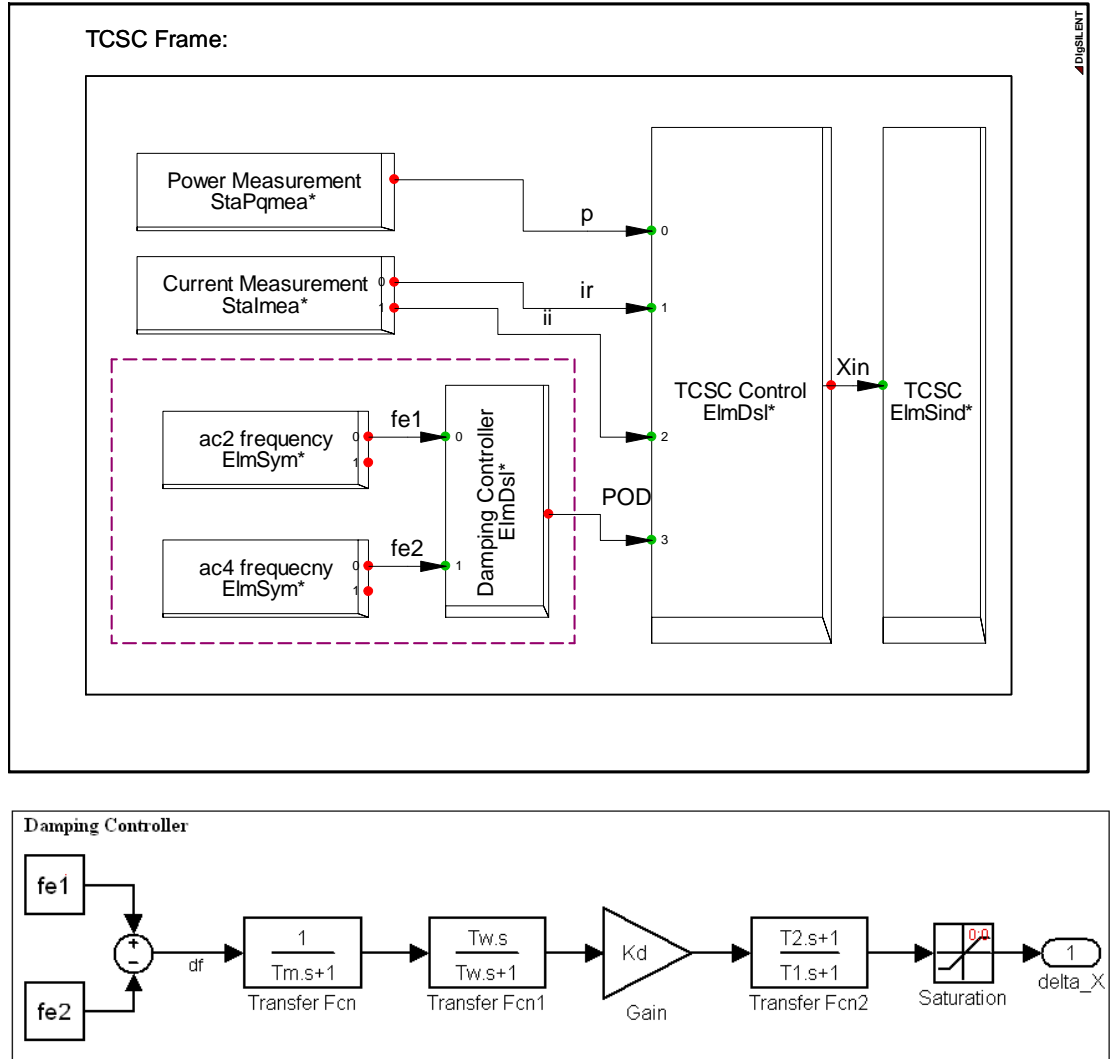 TCSC Frame:
DIgSILENT
Power Measurement
StaPqmea*
p
0
Current Measurement
StaImea*
0
1
ir
ii
1
2
ac2 frequency
ElmSym*
0
1
fe1
0
ac4 frequecny
ElmSym*
0
1
fe2
1
Damping Controller
ElmDsl*
POD
3
TCSC Control
ElmDsl*
Xin
TCSC
ElmSind*
Damping Controller
fe1
fe2
+
−
df
1
Tm.s+1
Transfer Fcn
Tw.s
Tw.s+1
Transfer Fcn1
Kd
Gain
T2.s+1
T1.s+1
Transfer Fcn2
0:0
Saturation
1
delta_X